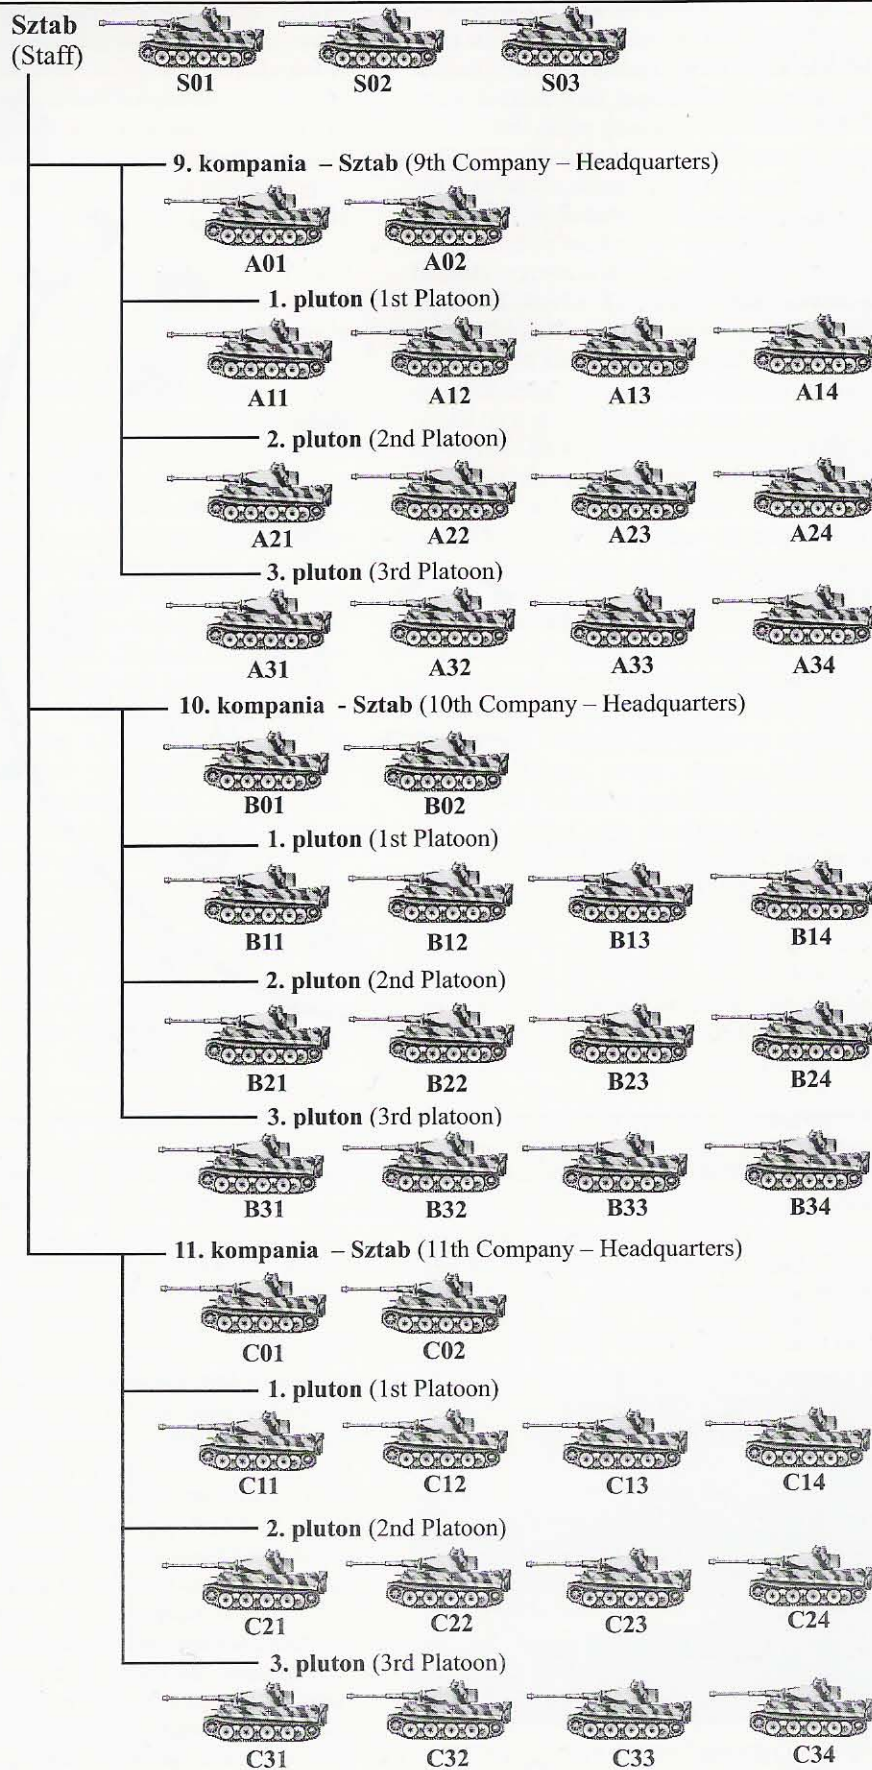 Sztab
(Staff)
S01 S02 S03
9. kompania – Sztab (9th Company – Headquarters)
A01 A02
1. pluton (1st Platoon)
A11 A12 A13 A14
2. pluton (2nd Platoon)
A21 A22 A23 A24
3. pluton (3rd Platoon)
A31 A32 A33 A34
10. kompania - Sztab (10th Company – Headquarters)
B01 B02
1. pluton (1st Platoon)
B11 B12 B13 B14
2. pluton (2nd Platoon)
B21 B22 B23 B24
3. pluton (3rd platoon)
B31 B32 B33 B34
11. kompania – Sztab (11th Company – Headquarters)
C01 C02
1. pluton (1st Platoon)
C11 C12 C13 C14
2. pluton (2nd Platoon)
C21 C22 C23 C24
3. pluton (3rd Platoon)
C31 C32 C33 C34